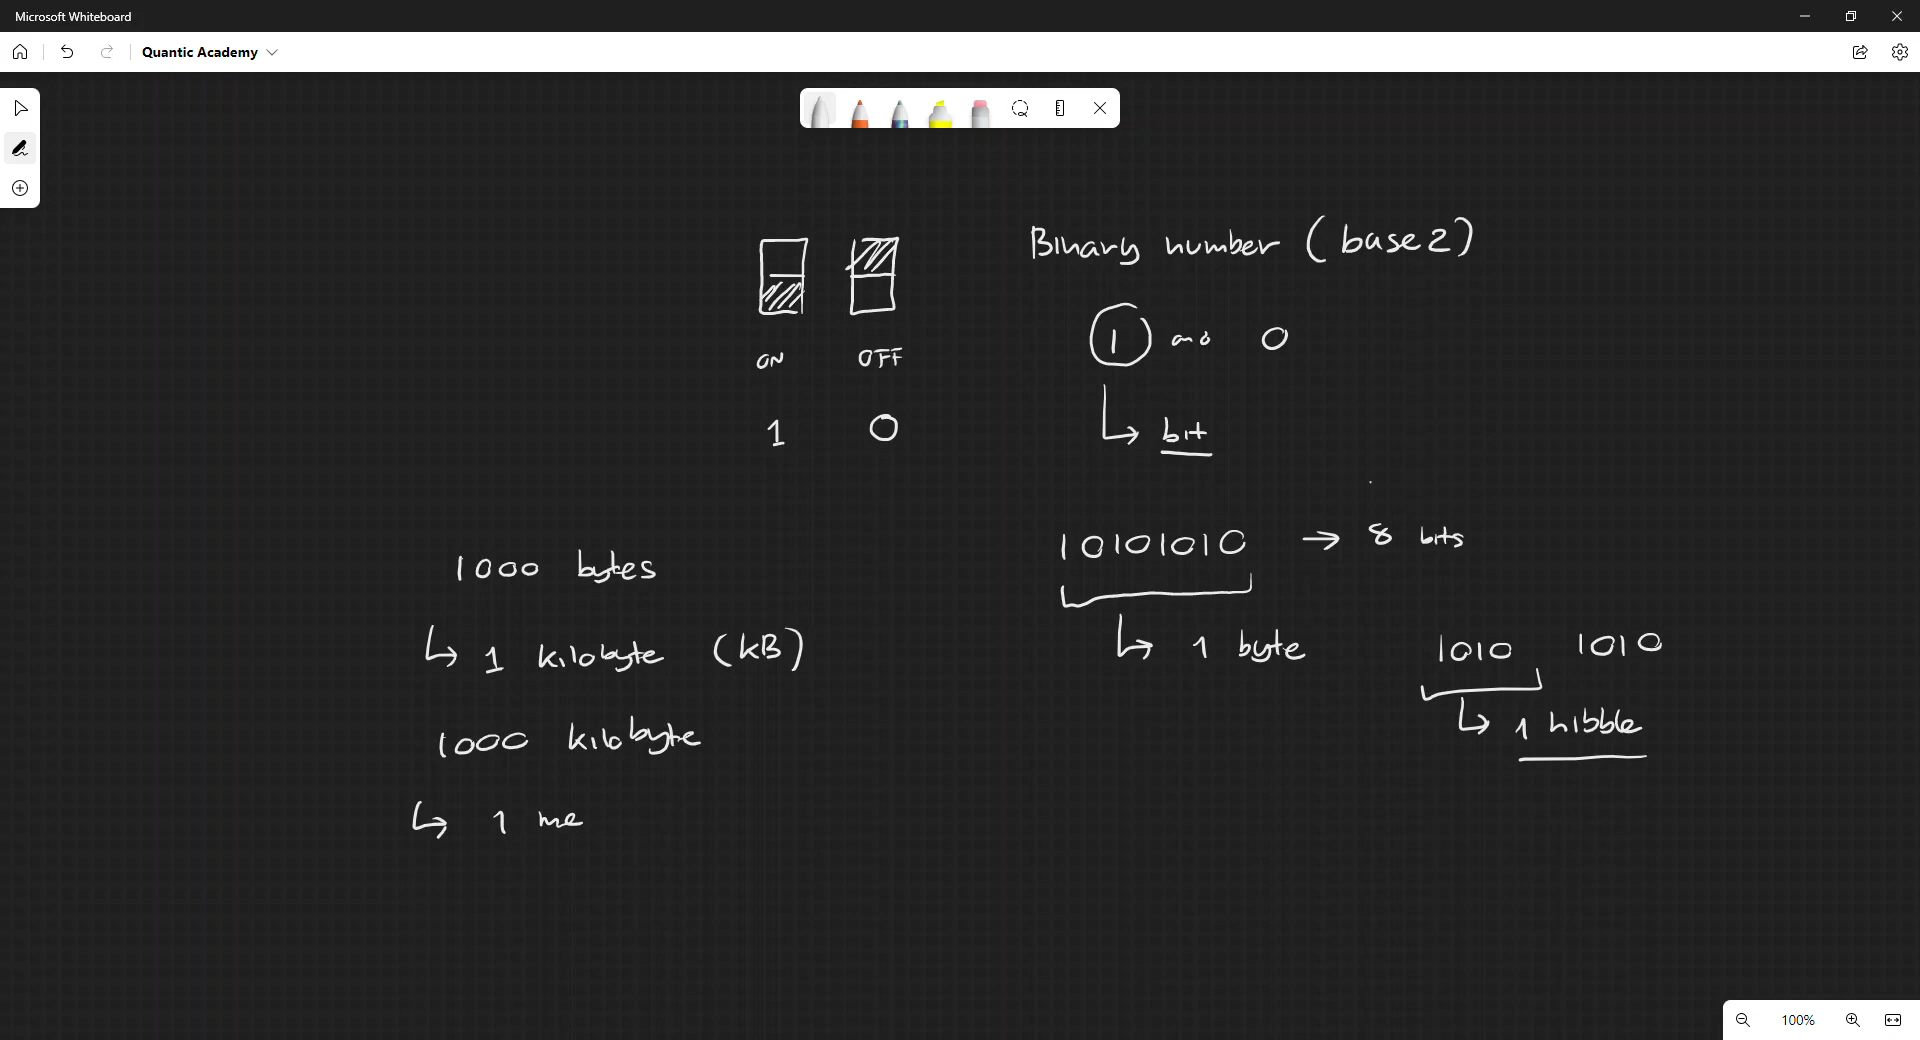 Microsoft Whiteboard
Quantic Academy
Binary number (base 2)
ON OFF
1 and 0
1 0
bit
10101010 → 8 bits
1000 bytes
↳ 1 byte
↳ 1 kilobyte (kB)
1010 1010
↳ 1 nibble
1000 kilobyte
↳ 1 me
100%